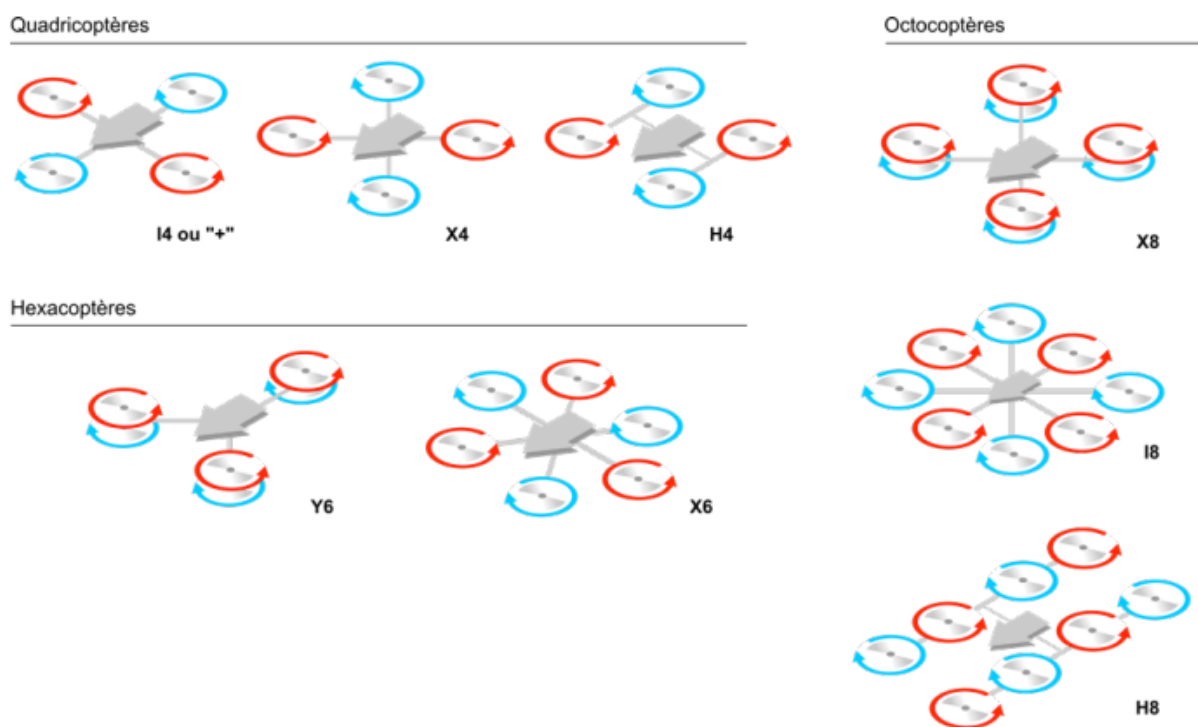 Quadricoptères
Octocoptères
I4 ou "+"
X4
H4
X8
Hexacoptères
Y6
X6
I8
H8